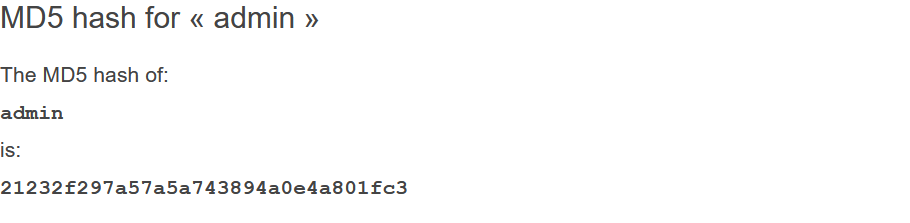 MD5 hash for « admin »
The MD5 hash of:
admin
is:
21232f297a57a5a743894a0e4a801fc3